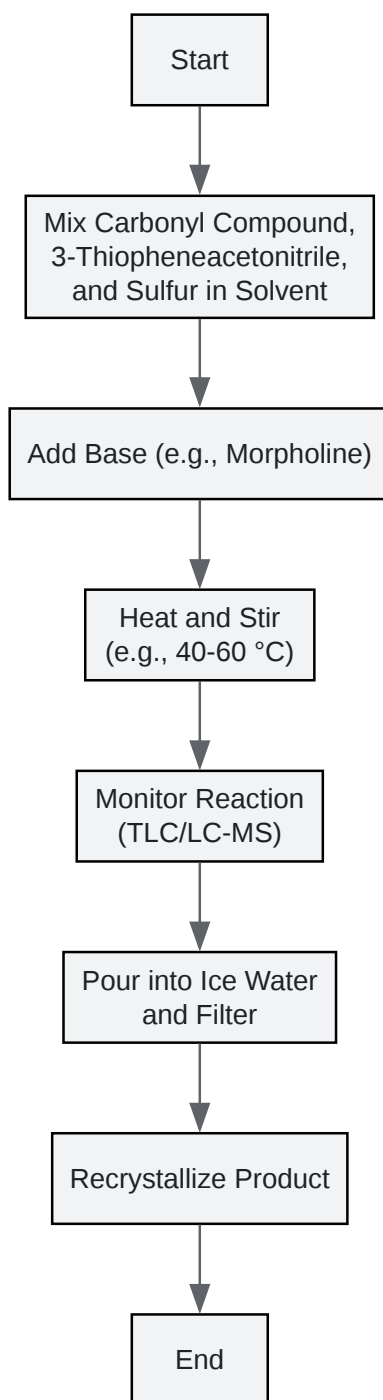 Start
Mix Carbonyl Compound,
3-Thiopheneacetonitrile,
and Sulfur in Solvent
Add Base (e.g., Morpholine)
Heat and Stir
(e.g., 40-60 °C)
Monitor Reaction
(TLC/LC-MS)
Pour into Ice Water
and Filter
Recrystallize Product
End